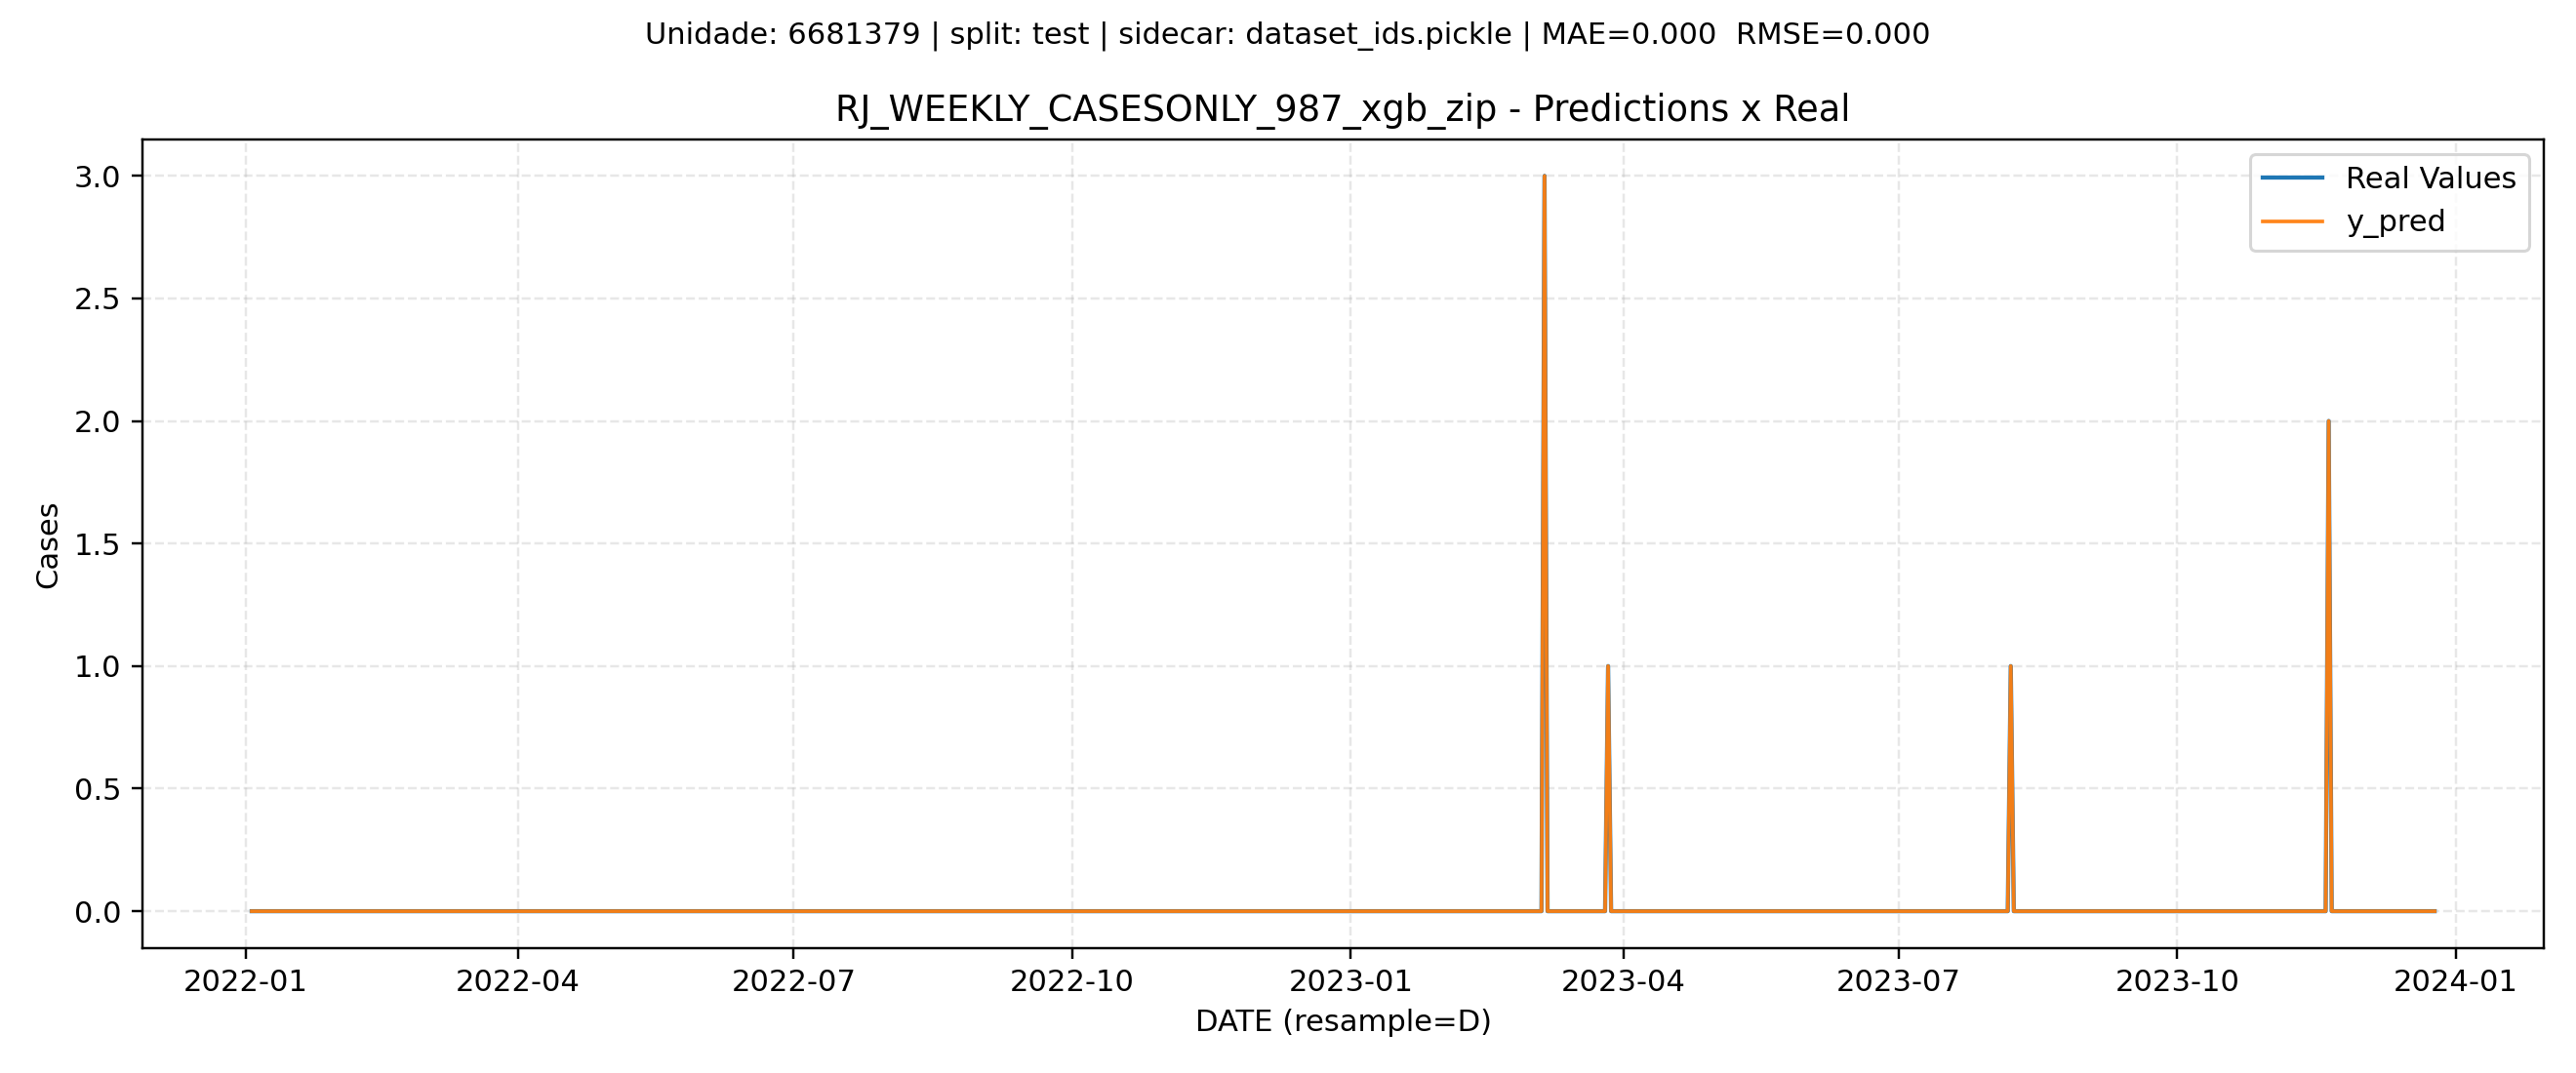 Unidade: 6681379 | split: test | sidecar: dataset_ids.pickle | MAE=0.000  RMSE=0.000
RJ_WEEKLY_CASESONLY_987_xgb_zip - Predictions x Real
Real Values
y_pred
Cases
3.0
2.5
2.0
1.5
1.0
0.5
0.0
2022-01 2022-04 2022-07 2022-10 2023-01 2023-04 2023-07 2023-10 2024-01
DATE (resample=D)